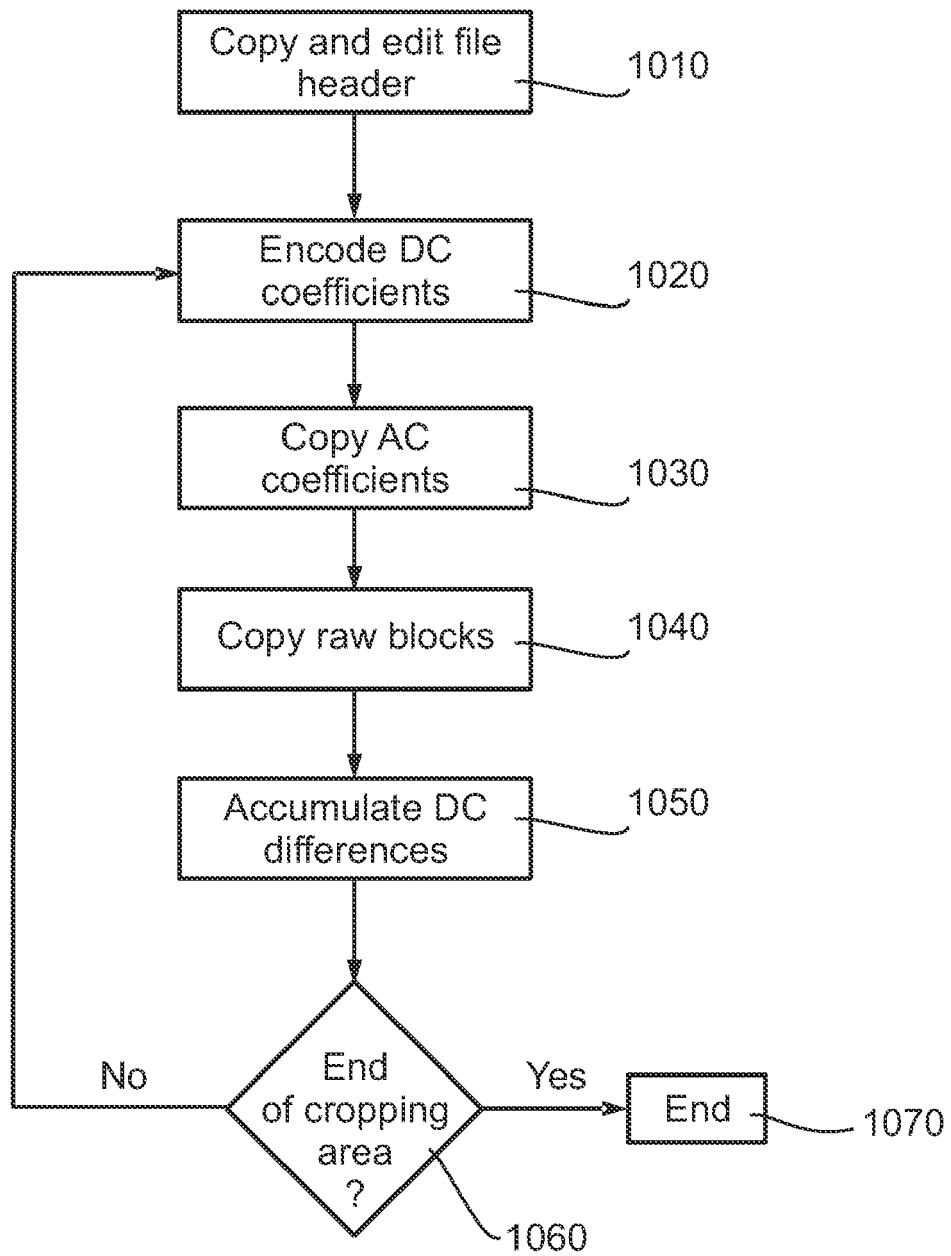 Copy and edit file
header
1010
Encode DC
coefficients
1020
Copy AC
coefficients
1030
Copy raw blocks
1040
Accumulate DC
differences
1050
No
End
of cropping
area
?
1060
Yes
End
1070